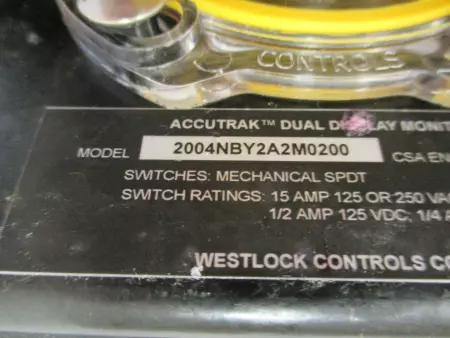 CONTROLS
ACCUTRAK™ DUAL DISPLAY MONIT
MODEL 2004NBY2A2M0200 CSA EN
SWITCHES: MECHANICAL SPDT
SWITCH RATINGS: 15 AMP 125 OR 250 VA
1/2 AMP 125 VDC; 1/4 A
WESTLOCK CONTROLS CO